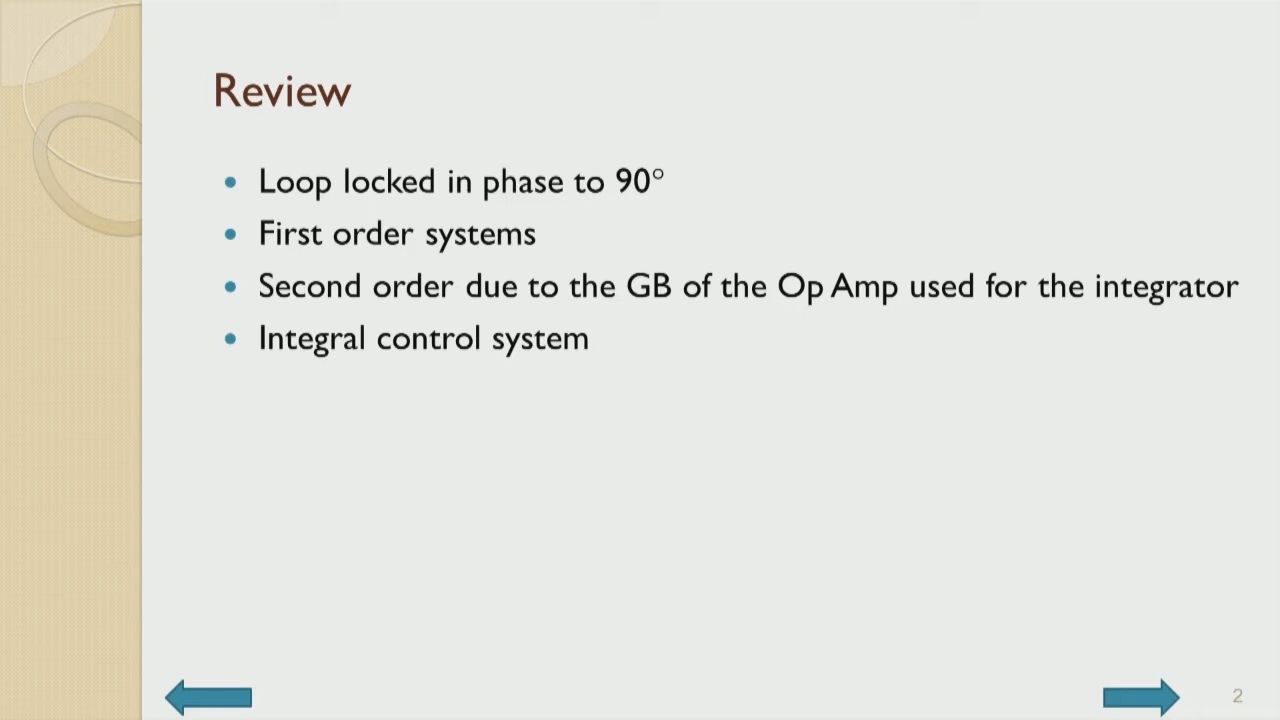 Review
• Loop locked in phase to 90°
• First order systems
• Second order due to the GB of the Op Amp used for the integrator
• Integral control system
2